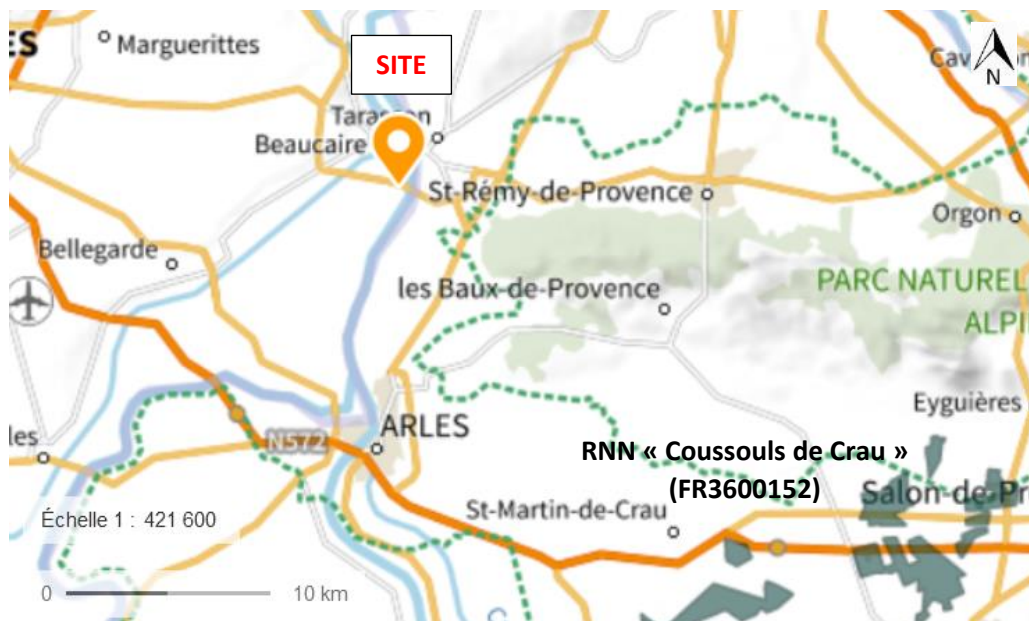 ES
Marguerittes
SITE
Cavaillon
N
Tarascon
Beaucaire
St-Rémy-de-Provence
Orgon
Bellegarde
les Baux-de-Provence
PARC NATUREL
ALPI
Eyguières
les
N572
ARLES
RNN « Coussouls de Crau »
(FR3600152)
Salon-de-Pr
St-Martin-de-Crau
Échelle 1 : 421 600
0
10 km